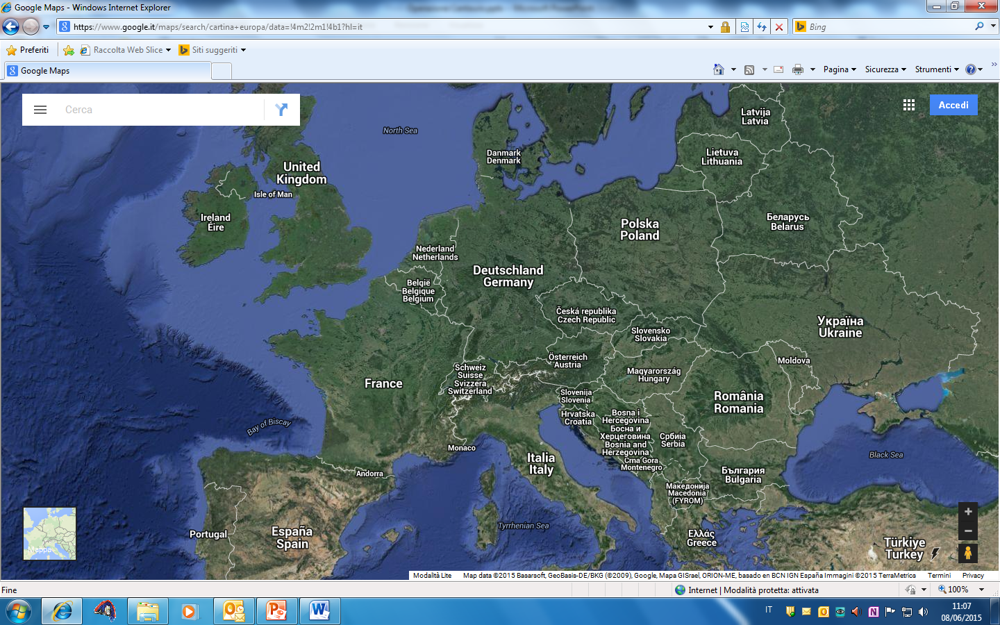 Google Maps - Windows Internet Explorer
https://www.google.it/maps/search/cartina+europa/data=!4m2!2m1!4b1?hl=it
Bing
Preferiti
Raccolta Web Slice
Siti suggeriti
Google Maps
Pagina
Sicurezza
Strumenti
Cerca
Accedi
North Sea
Latvija
Latvia
Danmark
Denmark
Lietuva
Lithuania
United
Kingdom
Isle of Man
Ireland
Éire
Беларусь
Belarus
Polska
Poland
Nederland
Netherlands
Deutschland
Germany
België
Belgique
Belgium
Česká republika
Czech Republic
Україна
Ukraine
Slovensko
Slovakia
Österreich
Austria
Moldova
Schweiz
Suisse
Svizzera
Switzerland
Magyarország
Hungary
France
Slovenija
Slovenia
România
Romania
Hrvatska
Croatia
Bosna i
Hercegovina
Босна и
Херцеговина
Bosnia and
Herzegovina
Србија
Serbia
Bay of Biscay
Monaco
Italia
Italy
Crna Gora
Montenegro
Black Sea
Andorra
България
Bulgaria
Македонија
Macedonia
(FYROM)
Portugal
España
Spain
Tyrrhenian Sea
Ελλάς
Greece
Türkiye
Turkey
Mappa
Modalità Lite
Map data ©2015 Basarsoft, GeoBasis-DE/BKG (©2009), Google, Mapa GISrael, ORION-ME, basado en BCN IGN España Immagini ©2015 TerraMetrics
Termini
Privacy
Fine
Internet | Modalità protetta: attivata
100%
IT
11:07
08/06/2015